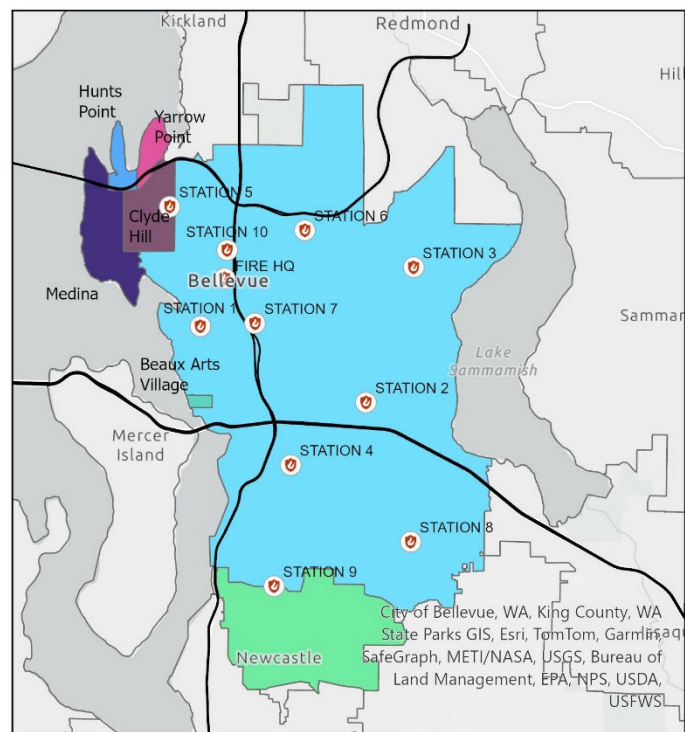 Kirkland
Redmond
Hill
Hunts
Point
Yarrow
Point
STATION 5
Clyde
Hill
STATION 6
STATION 10
STATION 3
FIRE HQ
Bellevue
Medina
STATION 1
STATION 7
Samman
Lake
Sammamish
Beaux Arts
Village
STATION 2
Mercer
Island
STATION 4
STATION 8
STATION 9
Newcastle
City of Bellevue, WA, King County, WA
State Parks GIS, Esri, TomTom, Garmin,
SafeGraph, METI/NASA, USGS, Bureau of
Land Management, EPA, NPS, USDA,
USFWS